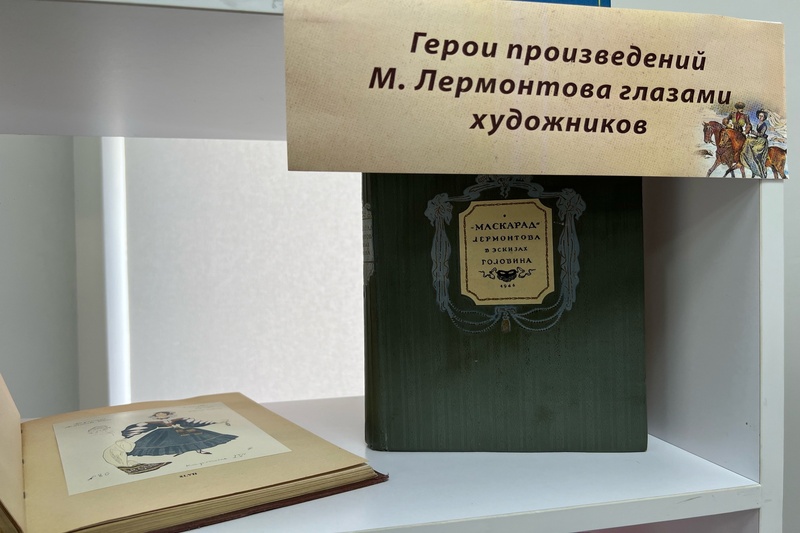 Герои произведений
М. Лермонтова глазами
художников
„МАСКАРАД“
ЛЕРМОНТОВА
В ЭСКИЗАХ
ГОЛОВИНА
1941